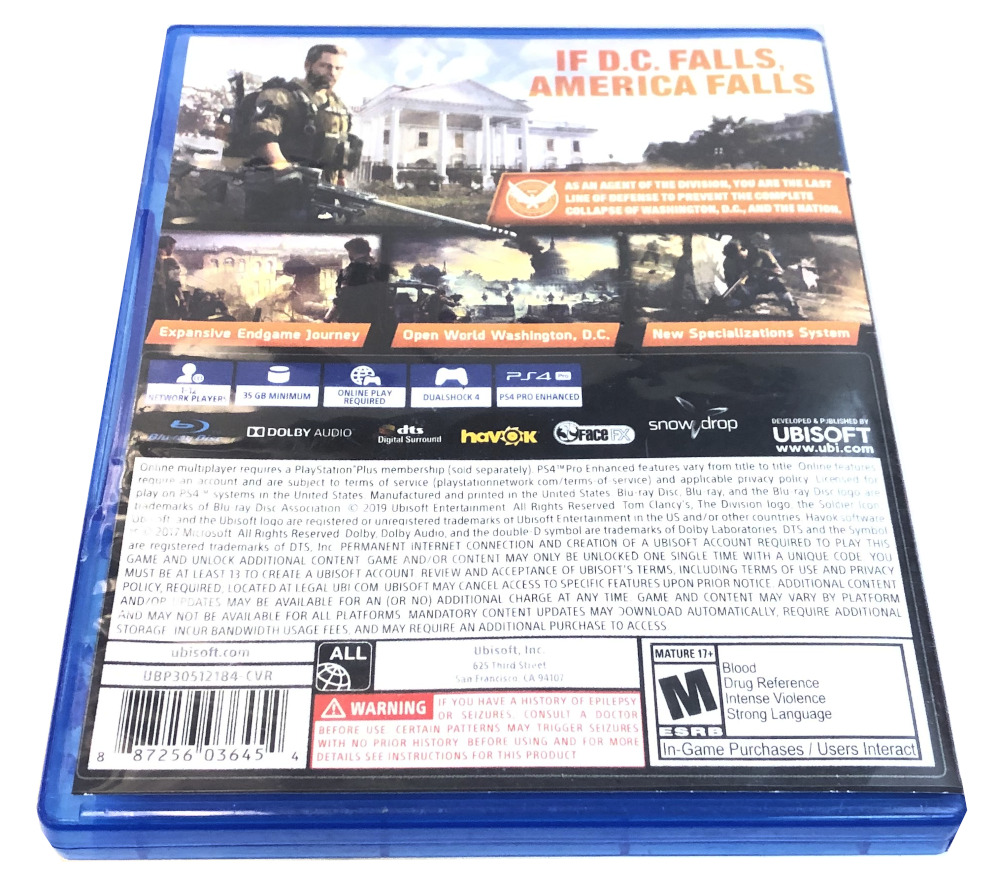 IF D.C. FALLS,
AMERICA FALLS
AS AN AGENT OF THE DIVISION, YOU ARE THE LAST
LINE OF DEFENSE TO PREVENT THE COMPLETE
COLLAPSE OF WASHINGTON, D.C., AND THE NATION.
Expansive Endgame Journey
Open World Washington, D.C.
New Specializations System
NETWORK PLAYERS
35 GB MINIMUM
ONLINE PLAY
REQUIRED
DUALSHOCK 4
PS4 Pro
PS4 PRO ENHANCED
Blu-ray Disc
DOLBY AUDIO
dts
Digital Surround
havok
FaceFX
snowdrop
DEVELOPED & PUBLISHED BY
UBISOFT
www.ubi.com
Online multiplayer requires a PlayStation®Plus membership (sold separately). PS4™ Pro Enhanced features vary from title to title. Online features
require an account and are subject to terms of service (playstationnetwork.com/terms-of-service) and applicable privacy policy. Licensed for
play on PS4™ systems in the United States. Manufactured and printed in the United States. Blu-ray Disc, Blu-ray, and the Blu-ray Disc logo are
trademarks of Blu-ray Disc Association. © 2019 Ubisoft Entertainment. All Rights Reserved. Tom Clancy's, The Division logo, the Soldier Icon,
Ubisoft, and the Ubisoft logo are registered or unregistered trademarks of Ubisoft Entertainment in the US and/or other countries. Havok software
© 2017 Microsoft. All Rights Reserved. Dolby, Dolby Audio, and the double-D symbol are trademarks of Dolby Laboratories. DTS and the Symbol
are registered trademarks of DTS, Inc. PERMANENT INTERNET CONNECTION AND CREATION OF A UBISOFT ACCOUNT REQUIRED TO PLAY THIS
GAME AND UNLOCK ADDITIONAL CONTENT. GAME AND/OR CONTENT MAY ONLY BE UNLOCKED ONE SINGLE TIME WITH A UNIQUE CODE. YOU
MUST BE AT LEAST 13 TO CREATE A UBISOFT ACCOUNT. REVIEW AND ACCEPTANCE OF UBISOFT'S TERMS, INCLUDING TERMS OF USE AND PRIVACY
POLICY, REQUIRED, LOCATED AT LEGAL.UBI.COM. UBISOFT MAY CANCEL ACCESS TO SPECIFIC FEATURES UPON PRIOR NOTICE. ADDITIONAL CONTENT
AND/OR UPDATES MAY BE AVAILABLE FOR AN (OR NO) ADDITIONAL CHARGE AT ANY TIME. GAME AND CONTENT MAY VARY BY PLATFORM
AND MAY NOT BE AVAILABLE FOR ALL PLATFORMS. MANDATORY CONTENT UPDATES MAY DOWNLOAD AUTOMATICALLY, REQUIRE ADDITIONAL
STORAGE, INCUR BANDWIDTH USAGE FEES, AND MAY REQUIRE AN ADDITIONAL PURCHASE TO ACCESS.
ubisoft.com
UBP30512184-CVR
8 87256 03645 4
ALL
Ubisoft, Inc.
625 Third Street
San Francisco, CA 94107
WARNING IF YOU HAVE A HISTORY OF EPILEPSY
OR SEIZURES, CONSULT A DOCTOR
BEFORE USE. CERTAIN PATTERNS MAY TRIGGER SEIZURES
WITH NO PRIOR HISTORY. BEFORE USING AND FOR MORE
DETAILS SEE INSTRUCTIONS FOR THIS PRODUCT.
MATURE 17+
M
ESRB
Blood
Drug Reference
Intense Violence
Strong Language
In-Game Purchases / Users Interact